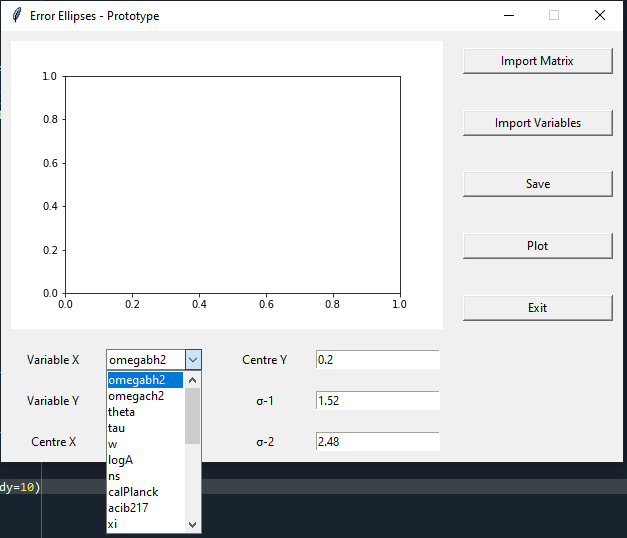 Error Ellipses - Prototype
Import Matrix
Import Variables
Save
Plot
Exit
1.0
0.8
0.6
0.4
0.2
0.0
0.0 0.2 0.4 0.6 0.8 1.0
Variable X omegabh2 Centre Y 0.2
Variable Y σ-1 1.52
Centre X σ-2 2.48
omegabh2
omegach2
theta
tau
w
logA
ns
calPlanck
acib217
xi
dy=10)